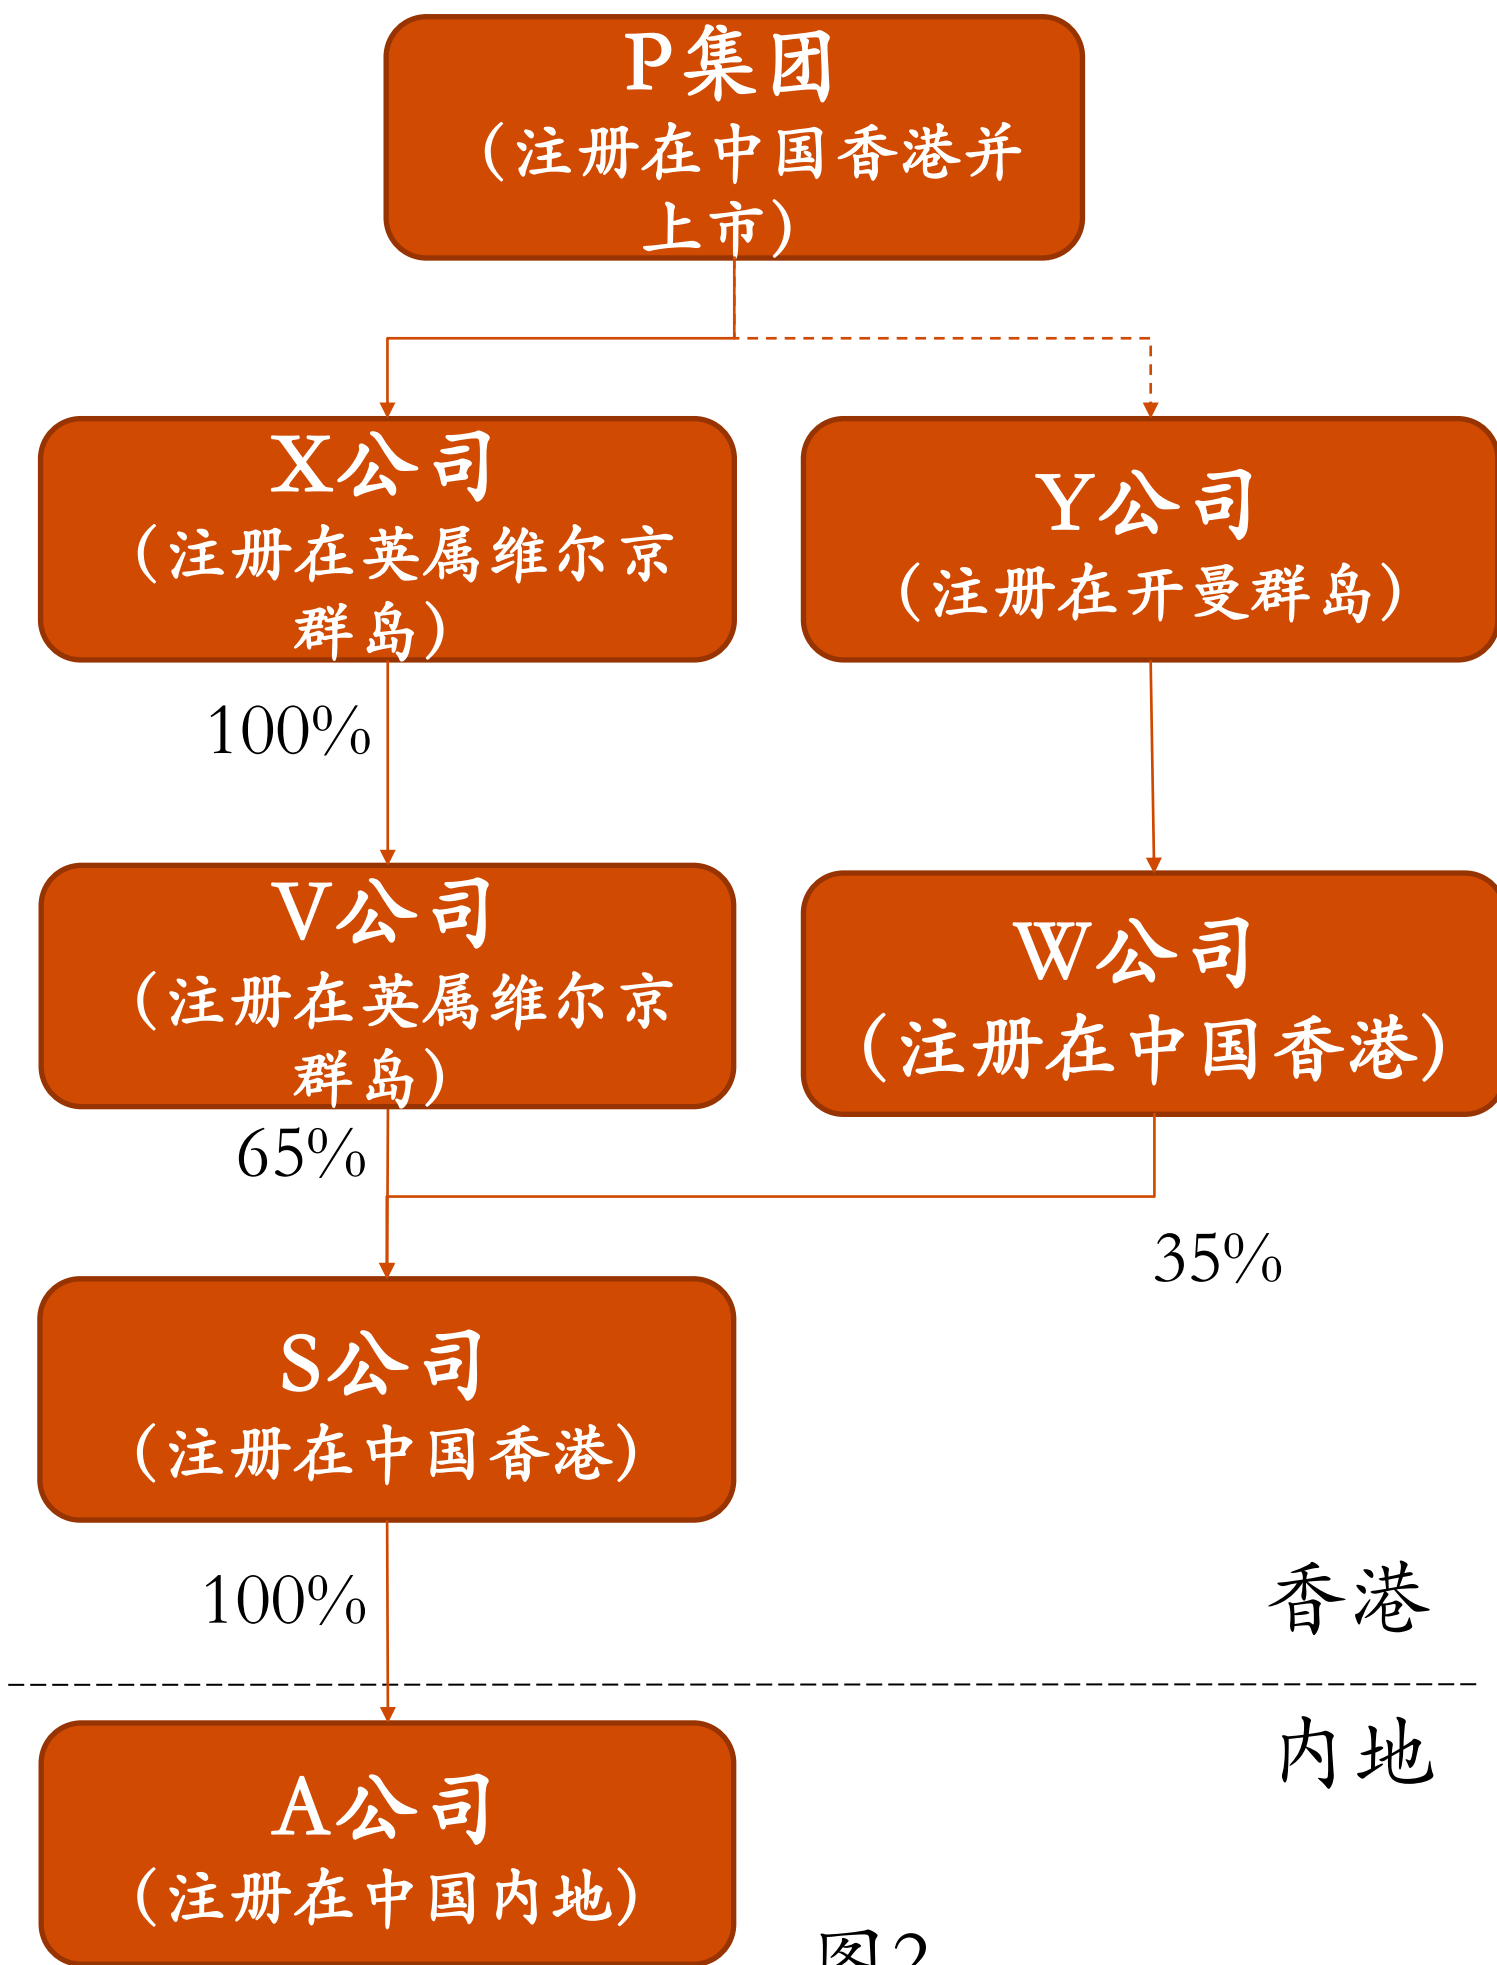 P集团
（注册在中国香港并
上市）
X公司
（注册在英属维尔京
群岛）
Y公司
（注册在开曼群岛）
100%
V公司
（注册在英属维尔京
群岛）
W公司
（注册在中国香港）
65%
35%
S公司
（注册在中国香港）
100%
香港
内地
A公司
（注册在中国内地）
图2